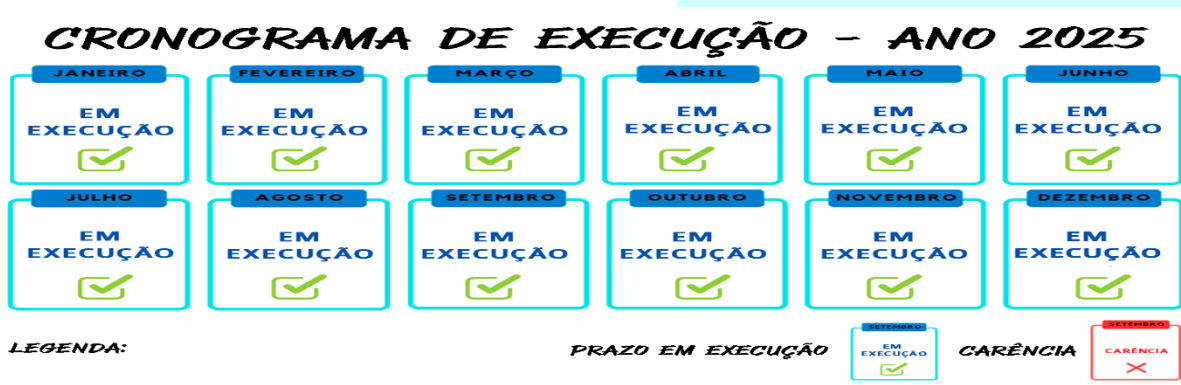 CRONOGRAMA DE EXECUÇÃO - ANO 2025
JANEIRO
EM
EXECUÇÃO
FEVEREIRO
EM
EXECUÇÃO
MARÇO
EM
EXECUÇÃO
ABRIL
EM
EXECUÇÃO
MAIO
EM
EXECUÇÃO
JUNHO
EM
EXECUÇÃO
JULHO
EM
EXECUÇÃO
AGOSTO
EM
EXECUÇÃO
SETEMBRO
EM
EXECUÇÃO
OUTUBRO
EM
EXECUÇÃO
NOVEMBRO
EM
EXECUÇÃO
DEZEMBRO
EM
EXECUÇÃO
LEGENDA:
PRAZO EM EXECUÇÃO
SETEMBRO
EM
EXECUÇÃO
CARÊNCIA
SETEMBRO
CARÊNCIA